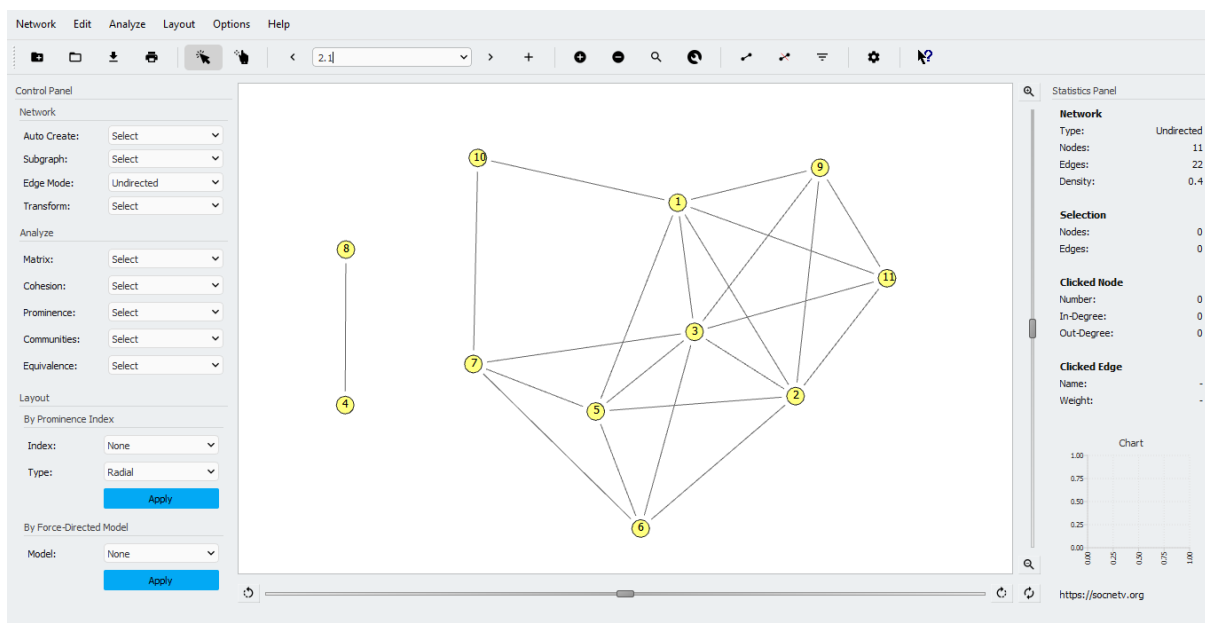 Network Edit Analyze Layout Options Help
2.1
Control Panel
Network
Auto Create: Select
Subgraph: Select
Edge Mode: Undirected
Transform: Select
Analyze
Matrix: Select
Cohesion: Select
Prominence: Select
Communities: Select
Equivalence: Select
Layout
By Prominence Index
Index: None
Type: Radial
Apply
By Force-Directed Model
Model: None
Apply
10
9
1
8
11
3
7
2
4
5
6
Statistics Panel
Network
Type: Undirected
Nodes: 11
Edges: 22
Density: 0.4
Selection
Nodes: 0
Edges: 0
Clicked Node
Number: 0
In-Degree: 0
Out-Degree: 0
Clicked Edge
Name: -
Weight: -
Chart
1.00
0.75
0.50
0.25
0.00
0.00 0.25 0.50 0.75 1.00
https://socnetv.org